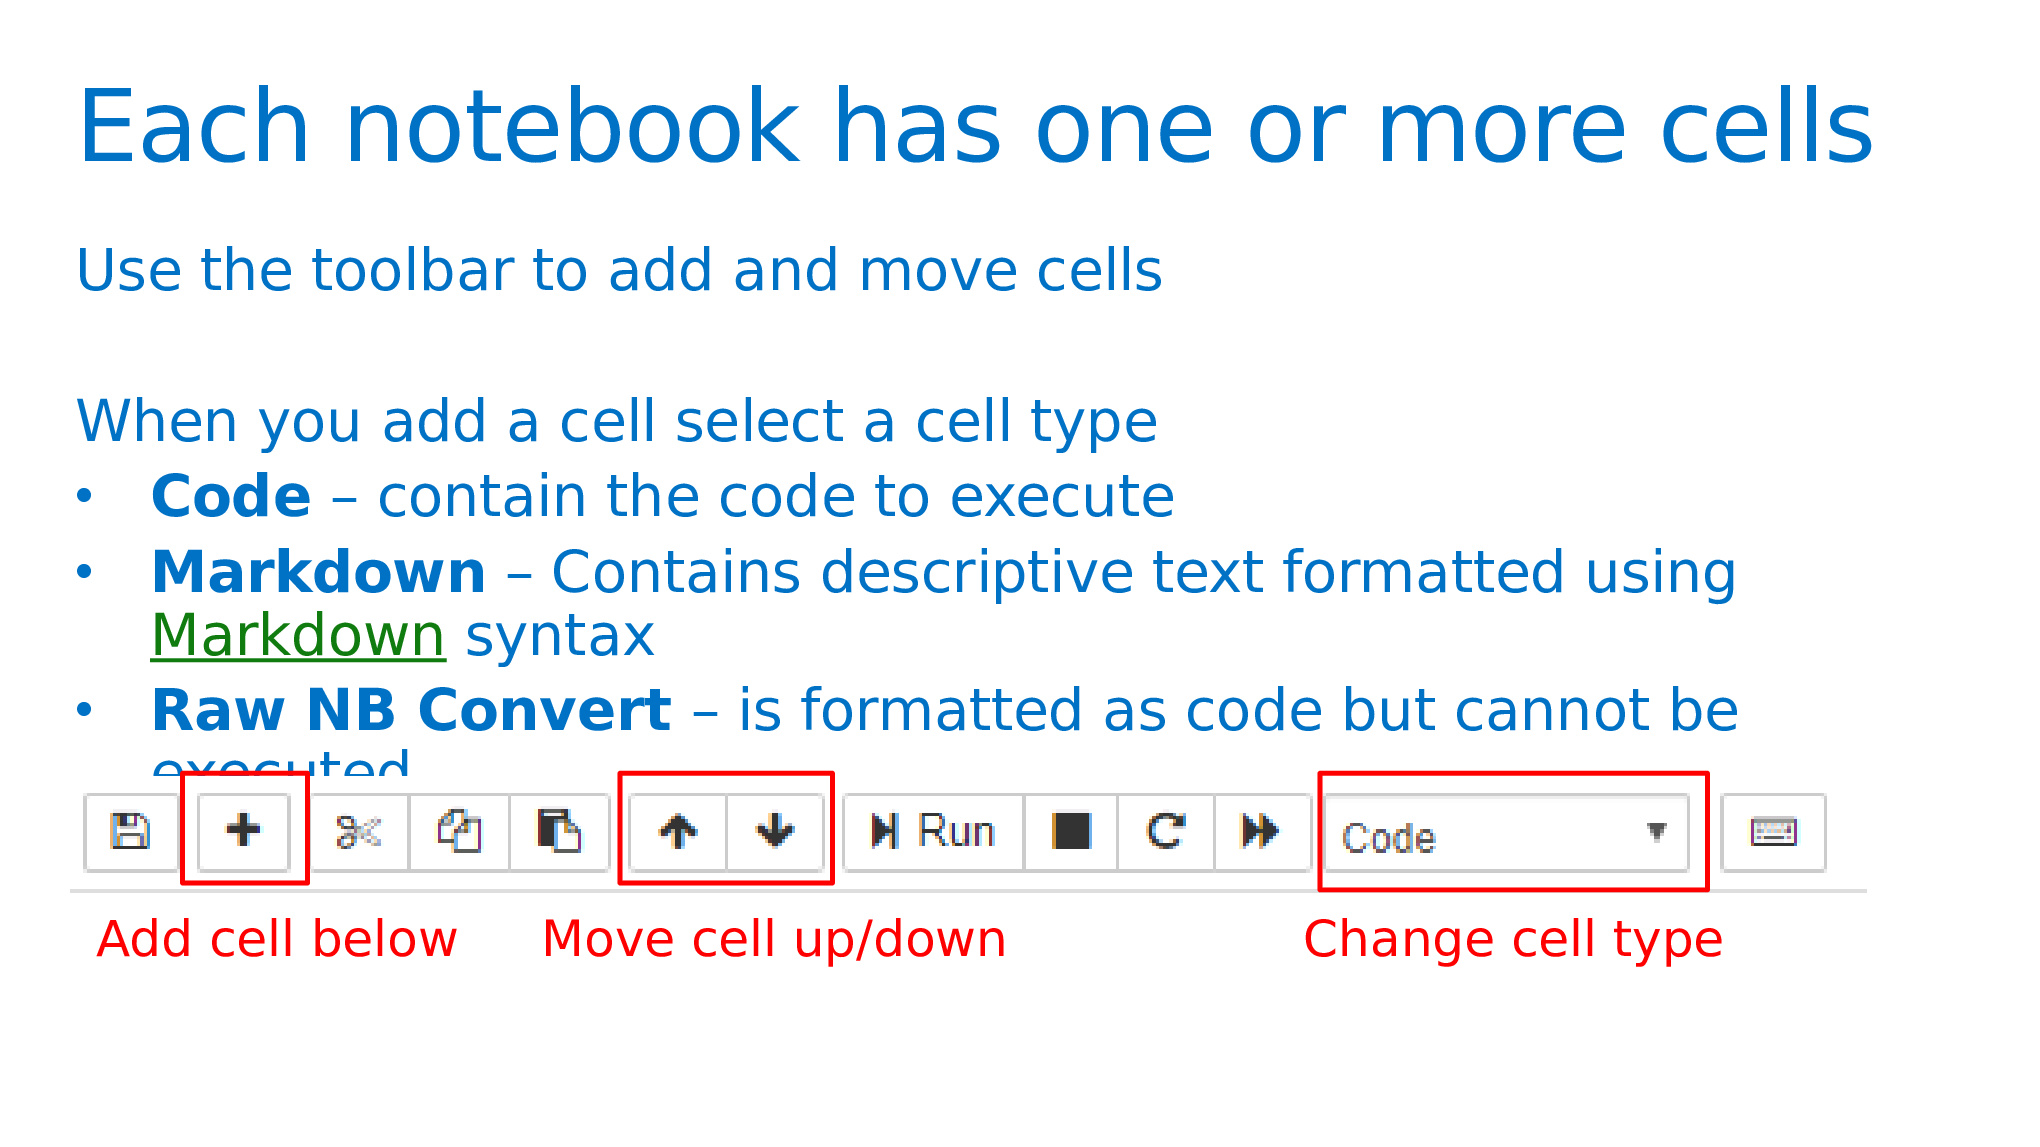 Each notebook has one or more cells
Use the toolbar to add and move cells
When you add a cell select a cell type
• Code – contain the code to execute
• Markdown – Contains descriptive text formatted using
Markdown syntax
• Raw NB Convert – is formatted as code but cannot be
executed
Run
Code
Add cell below
Move cell up/down
Change cell type